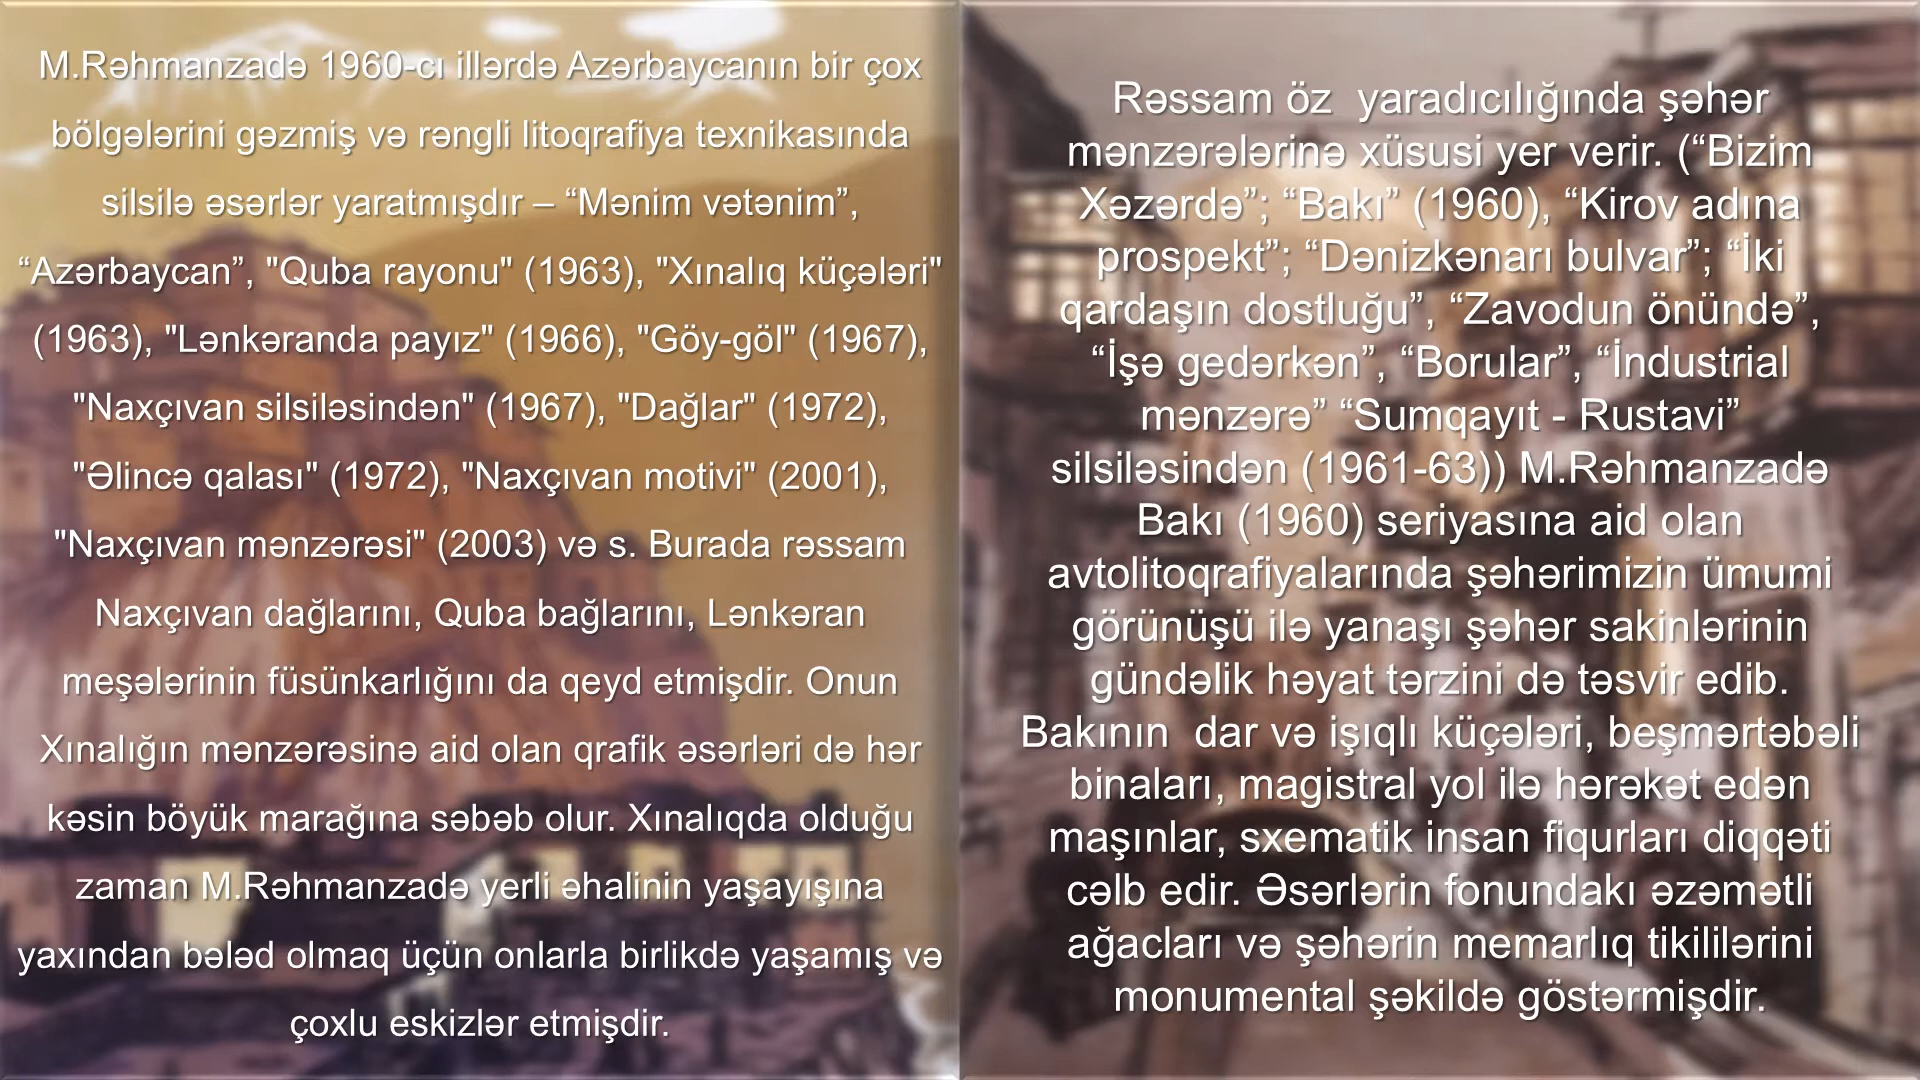 M.Rəhmanzadə 1960-cı illərdə Azərbaycanın bir çox
bölgələrini gəzmiş və rəngli litoqrafiya texnikasında
silsilə əsərlər yaratmışdır – “Mənim vətənim”,
“Azərbaycan”, "Quba rayonu" (1963), "Xınalıq küçələri"
(1963), "Lənkəranda payız" (1966), "Göy-göl" (1967),
"Naxçıvan silsiləsindən" (1967), "Dağlar" (1972),
"Əlincə qalası" (1972), "Naxçıvan motivi" (2001),
"Naxçıvan mənzərəsi" (2003) və s. Burada rəssam
Naxçıvan dağlarını, Quba bağlarını, Lənkəran
meşələrinin füsünkarlığını da qeyd etmişdir. Onun
Xınalığın mənzərəsinə aid olan qrafik əsərləri də hər
kəsin böyük marağına səbəb olur. Xınalıqda olduğu
zaman M.Rəhmanzadə yerli əhalinin yaşayışına
yaxından bələd olmaq üçün onlarla birlikdə yaşamış və
çoxlu eskizlər etmişdir.
Rəssam öz  yaradıcılığında şəhər
mənzərələrinə xüsusi yer verir. (“Bizim
Xəzərdə”; “Bakı” (1960), “Kirov adına
prospekt”; “Dənizkənarı bulvar”; “İki
qardaşın dostluğu”, “Zavodun önündə”,
“İşə gedərkən”, “Borular”, “İndustrial
mənzərə” “Sumqayıt - Rustavi”
silsiləsindən (1961-63)) M.Rəhmanzadə
Bakı (1960) seriyasına aid olan
avtolitoqrafiyalarında şəhərimizin ümumi
görünüşü ilə yanaşı şəhər sakinlərinin
gündəlik həyat tərzini də təsvir edib.
Bakının  dar və işıqlı küçələri, beşmərtəbəli
binaları, magistral yol ilə hərəkət edən
maşınlar, sxematik insan fiqurları diqqəti
cəlb edir. Əsərlərin fonundakı əzəmətli
ağacları və şəhərin memarlıq tikililərini
monumental şəkildə göstərmişdir.